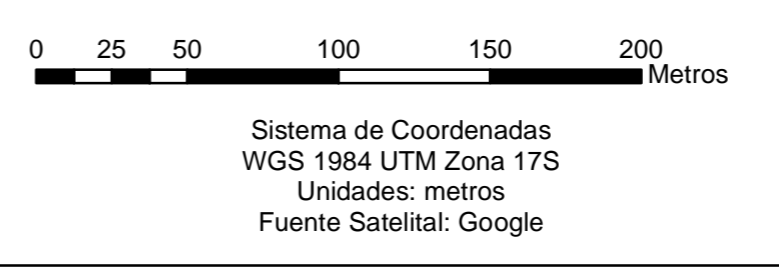 0 25 50 100 150 200
Metros
Sistema de Coordenadas
WGS 1984 UTM Zona 17S
Unidades: metros
Fuente Satelital: Google